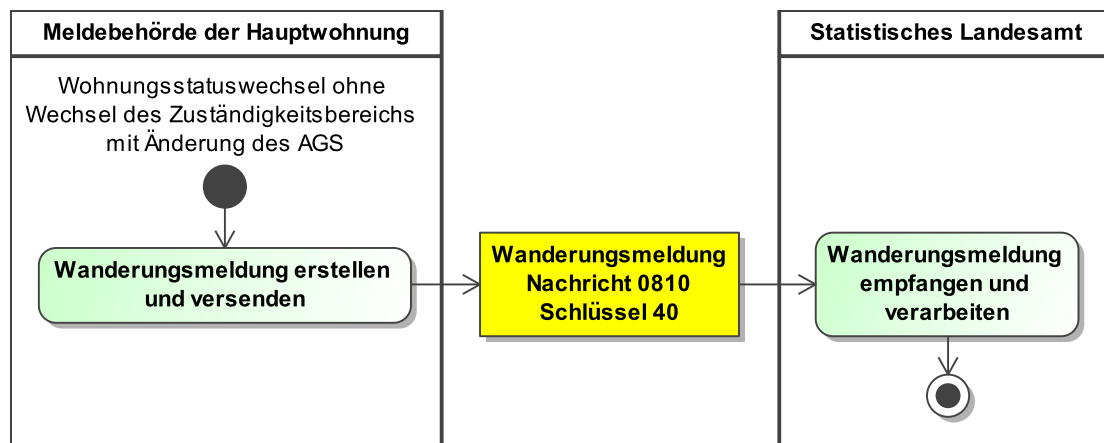 Meldebehörde der Hauptwohnung
Statistisches Landesamt
Wohnungsstatuswechsel ohne
Wechsel des Zuständigkeitsbereichs
mit Änderung des AGS
Wanderungsmeldung erstellen
und versenden
Wanderungsmeldung
Nachricht 0810
Schlüssel 40
Wanderungsmeldung
empfangen und
verarbeiten